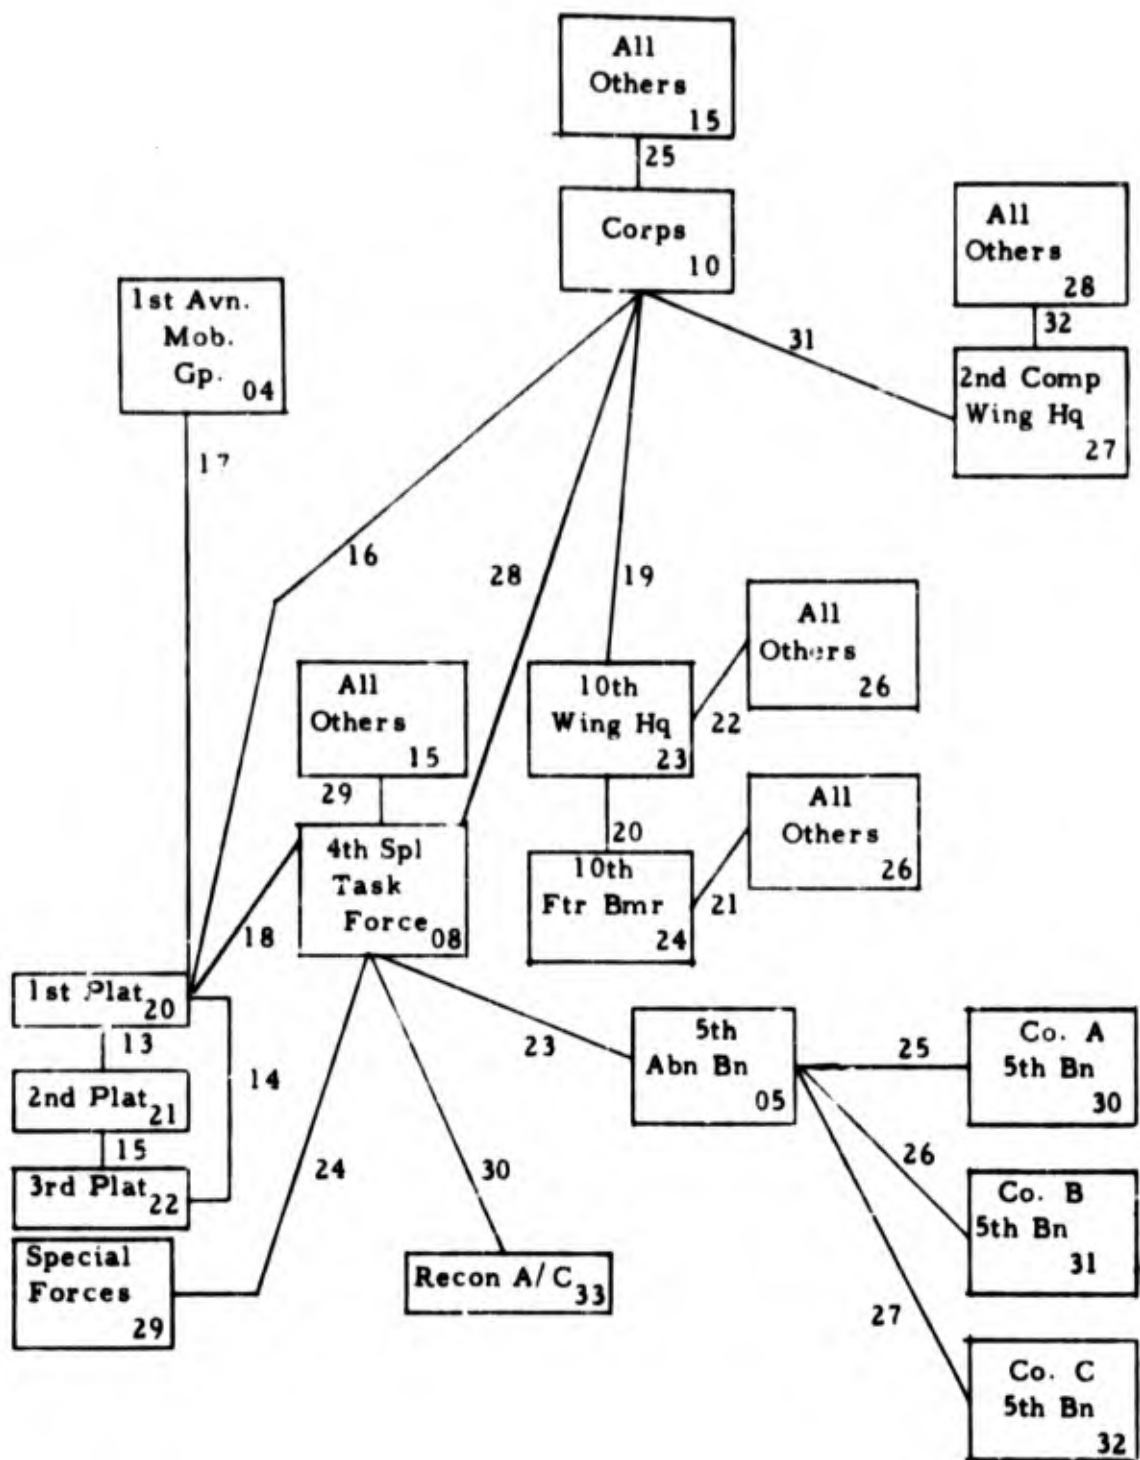 All
Others
15
25
Corps
10
All
Others
28
32
2nd Comp
Wing Hq
27
31
1st Avn.
Mob.
Gp.
04
17
16
28
19
All
Others
26
22
10th
Wing Hq
23
All
Others
15
29
20
All
Others
26
21
10th
Ftr Bmr
24
4th Spl
Task
Force
08
18
1st Plat
20
13
14
2nd Plat
21
15
3rd Plat
22
Special
Forces
29
24
30
Recon A/C
33
23
5th
Abn Bn
05
25
Co. A
5th Bn
30
26
Co. B
5th Bn
31
27
Co. C
5th Bn
32